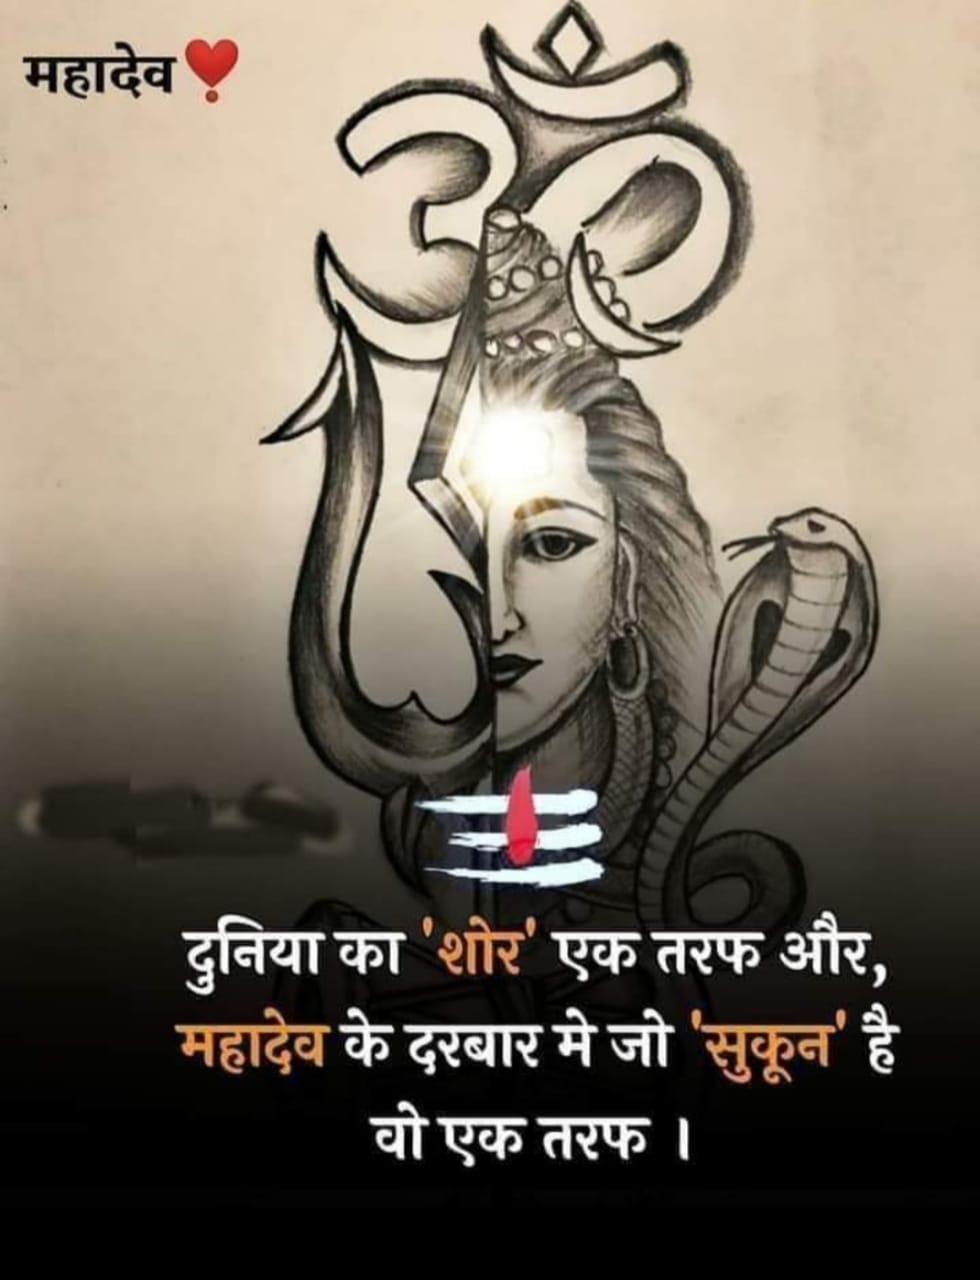 महादेव❣️
ॐ
दुनिया का 'शोर' एक तरफ और,
महादेव के दरबार मे जो 'सुकून' है
वो एक तरफ ।